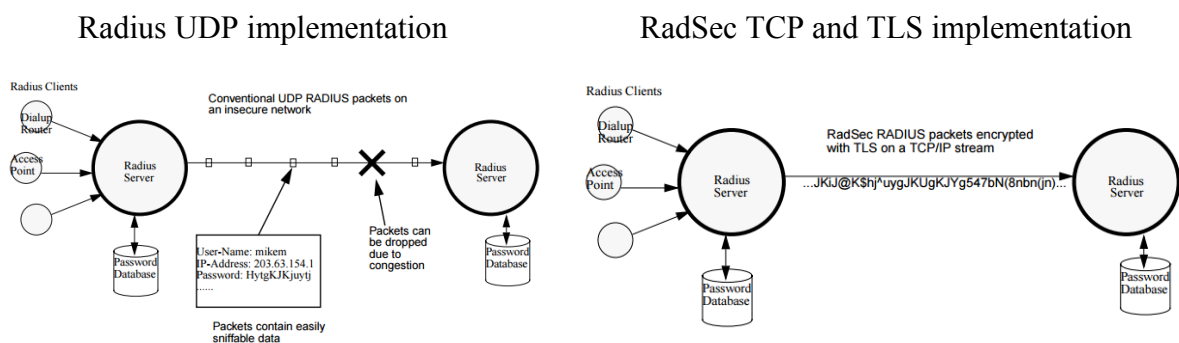 Radius UDP implementation
RadSec TCP and TLS implementation
Radius Clients
Dialup
Router
Access
Point
Radius
Server
Password
Database
Conventional UDP RADIUS packets on
an insecure network
User-Name: mikem
IP-Address: 203.63.154.1
Password: HytgKJKjuytj
......
Packets contain easily
sniffable data
Packets can
be dropped
due to
congestion
Radius
Server
Password
Database
Radius Clients
Dialup
Router
Access
Point
Radius
Server
Password
Database
RadSec RADIUS packets encrypted
with TLS on a TCP/IP stream
...JKiJ@K$hj^uygJKUgKJYg547bN(8nbn(jn)...
Radius
Server
Password
Database